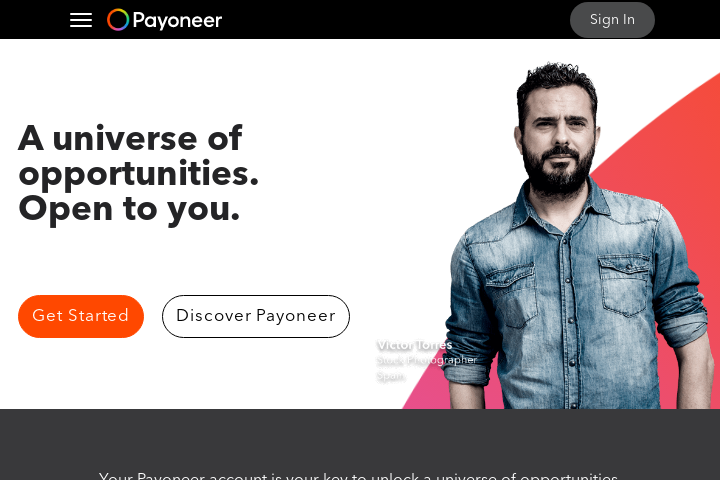 Payoneer
Sign In
A universe of
opportunities.
Open to you.
Get Started
Discover Payoneer
Victor Torres
Stock Photographer
Spain
Your Payoneer account is your key to unlock a universe of opportunities.